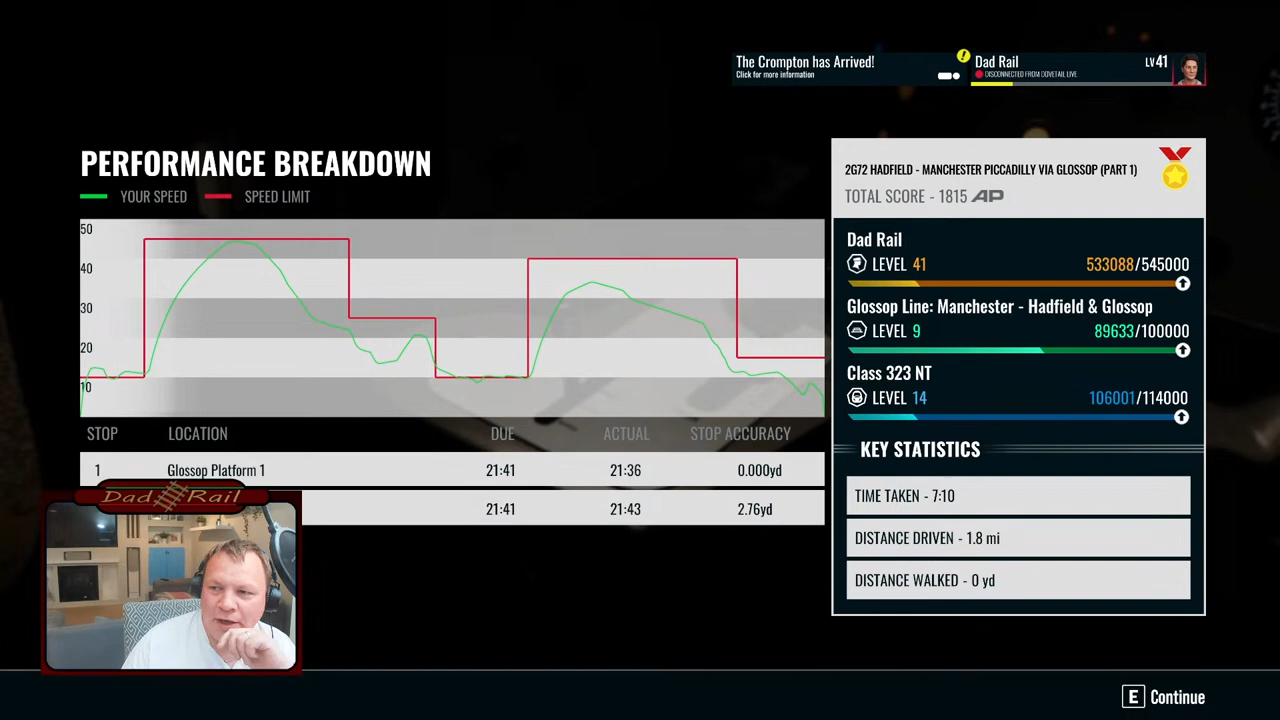 The Crompton has Arrived!
Click for more information
Dad Rail
DISCONNECTED FROM DOVETAIL LIVE
LV 41
PERFORMANCE BREAKDOWN
YOUR SPEED
SPEED LIMIT
50
40
30
20
10
STOP LOCATION DUE ACTUAL STOP ACCURACY
1 Glossop Platform 1 21:41 21:36 0.000yd
21:41 21:43 2.76yd
Dad Rail
2G72 HADFIELD - MANCHESTER PICCADILLY VIA GLOSSOP (PART 1)
TOTAL SCORE - 1815 AP
Dad Rail
LEVEL 41 533088/545000
Glossop Line: Manchester - Hadfield & Glossop
LEVEL 9 89633/100000
Class 323 NT
LEVEL 14 106001/114000
KEY STATISTICS
TIME TAKEN - 7:10
DISTANCE DRIVEN - 1.8 mi
DISTANCE WALKED - 0 yd
E Continue